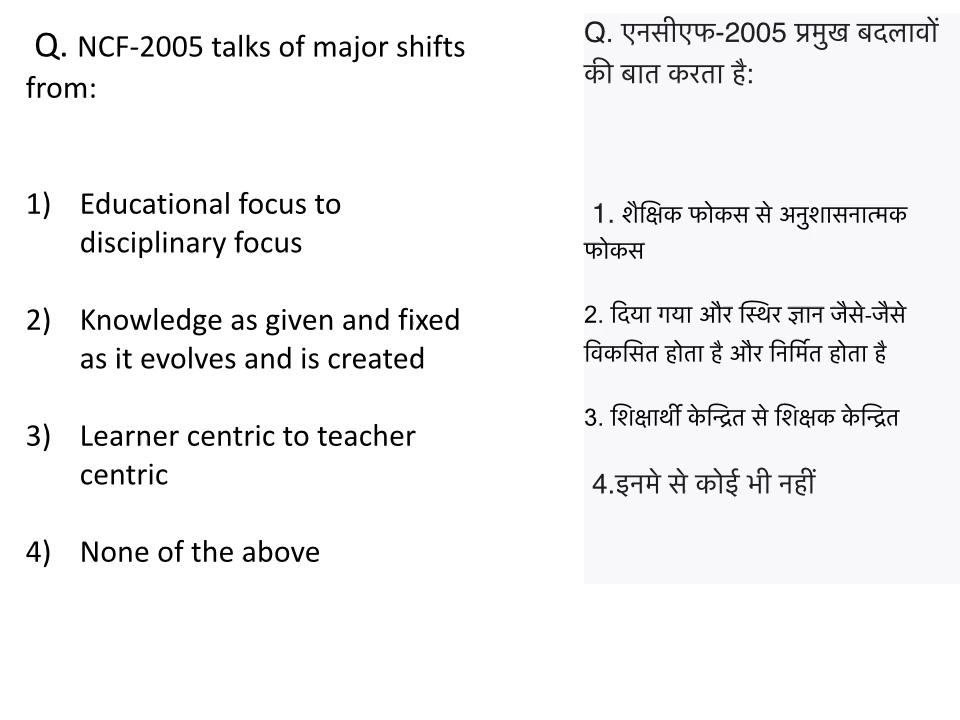 Q. NCF-2005 talks of major shifts
from:
1) Educational focus to
disciplinary focus
2) Knowledge as given and fixed
as it evolves and is created
3) Learner centric to teacher
centric
4) None of the above
Q. एनसीएफ-2005 प्रमुख बदलावों
की बात करता है:
1. शैक्षिक फोकस से अनुशासनात्मक
फोकस
2. दिया गया और स्थिर ज्ञान जैसे-जैसे
विकसित होता है और निर्मित होता है
3. शिक्षार्थी केन्द्रित से शिक्षक केन्द्रित
4.इनमे से कोई भी नहीं